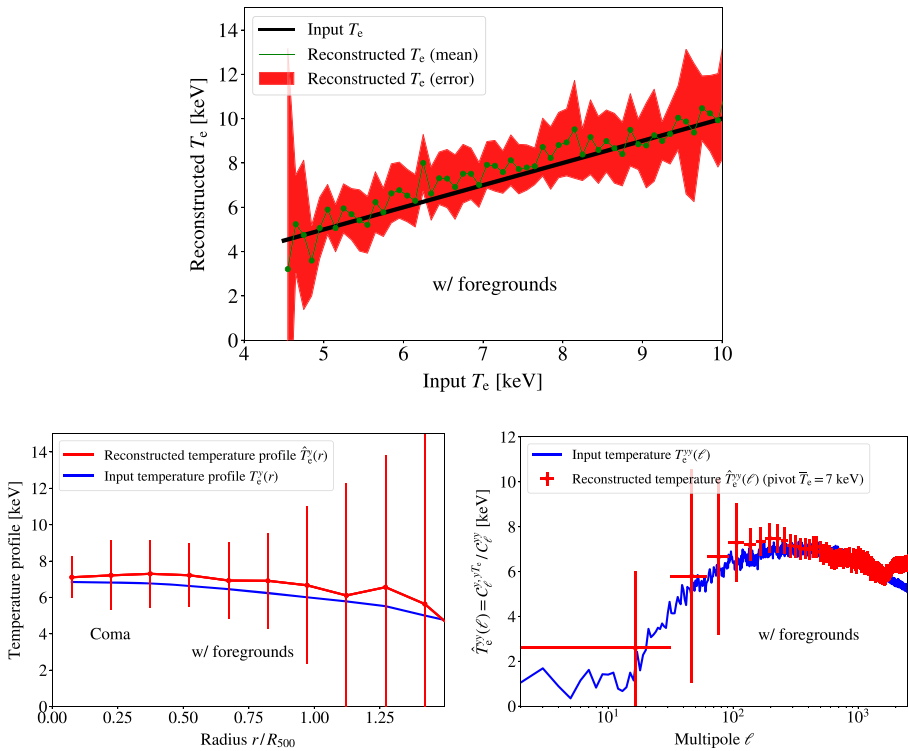 14
12
10
8
6
4
2
0
Reconstructed Tₑ [keV]
Input Tₑ
Reconstructed Tₑ (mean)
Reconstructed Tₑ (error)
w/ foregrounds
4 5 6 7 8 9 10
Input Tₑ [keV]
14
12
10
8
6
4
2
0
Temperature profile [keV]
Reconstructed temperature profile T̂ₑʸ(r)
Input temperature profile Tₑʸ(r)
Coma
w/ foregrounds
0.00 0.25 0.50 0.75 1.00 1.25
Radius r/R₅₀₀
12
10
8
6
4
2
0
T̂ₑʸʸ(ℓ) = C_ℓ^{y,yTₑ}/C_ℓ^{yy} [keV]
Input temperature Tₑʸʸ(ℓ)
Reconstructed temperature T̂ₑʸʸ(ℓ) (pivot T̅ₑ = 7 keV)
w/ foregrounds
10¹ 10² 10³
Multipole ℓ